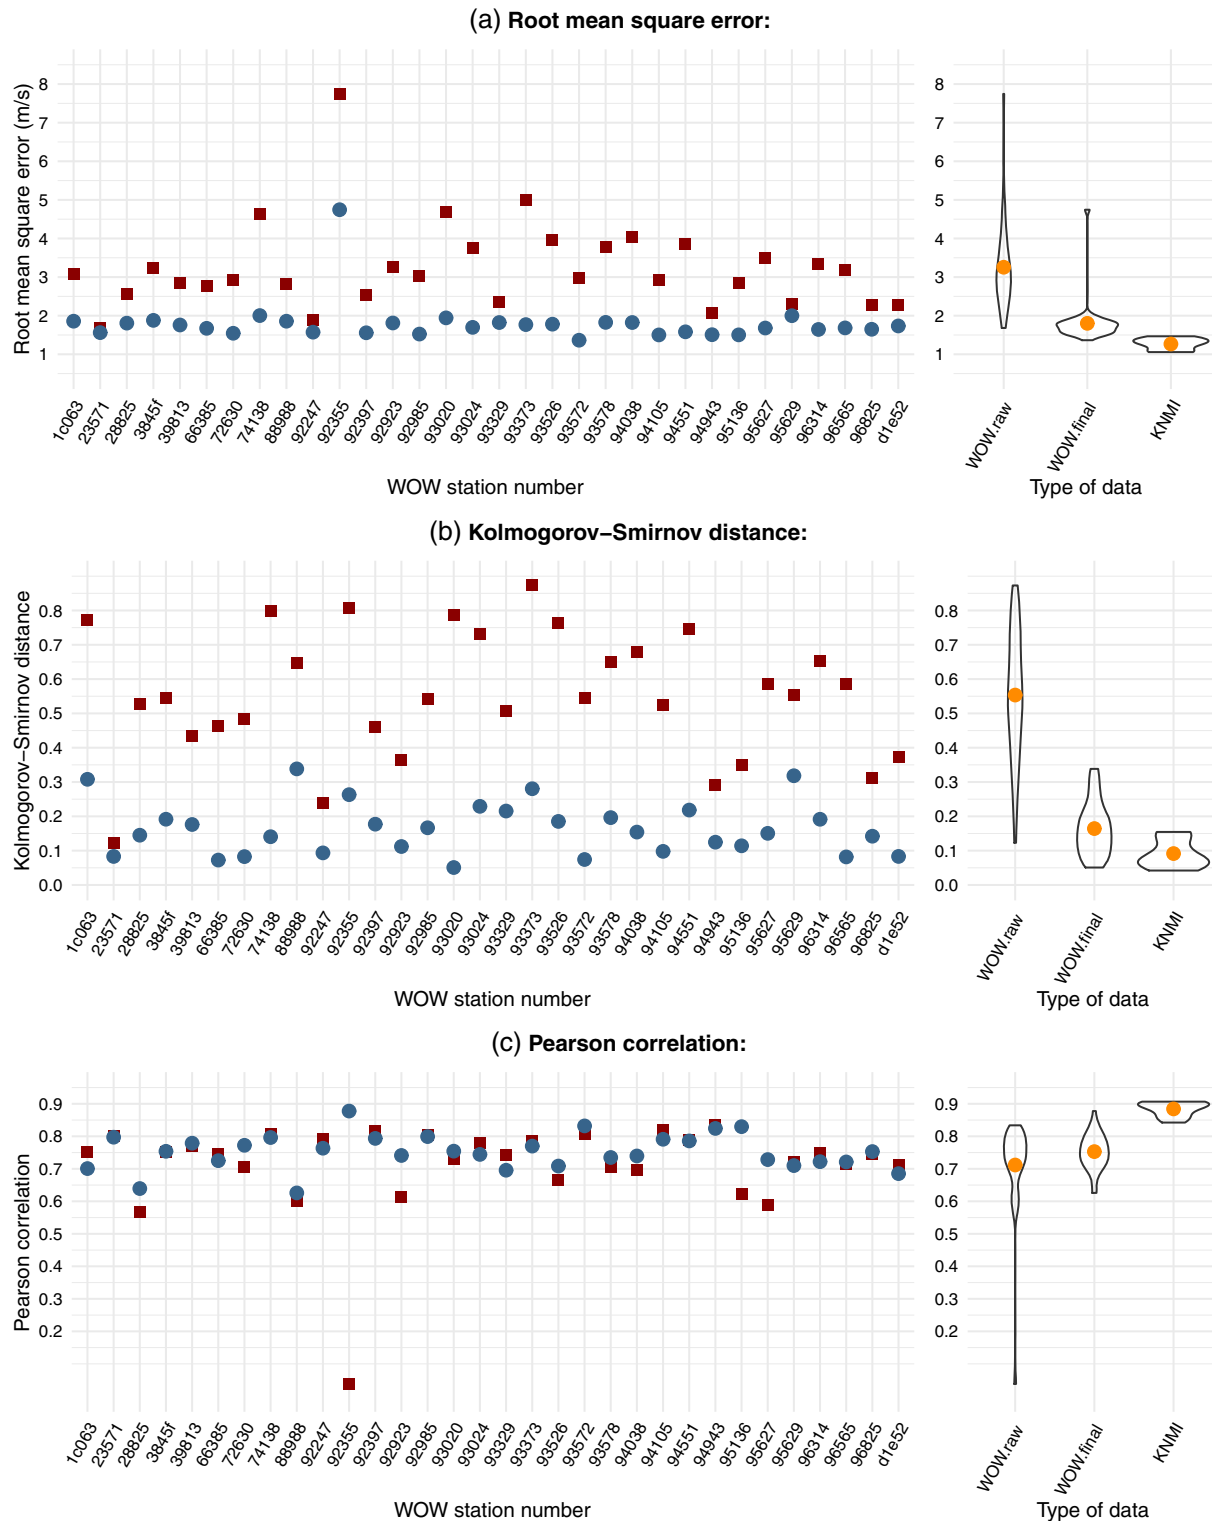 (a) Root mean square error:
Root mean square error (m/s)
8
7
6
5
4
3
2
1
1c063 23571 28825 3845f 39813 66385 72630 74138 88988 92247 92355 92397 92923 92985 93020 93024 93329 93373 93526 93572 93578 94038 94105 94551 94943 95136 95627 95629 96314 96565 96825 d1e52
WOW station number
8
7
6
5
4
3
2
1
WOW.raw WOW.final KNMI
Type of data
(b) Kolmogorov−Smirnov distance:
Kolmogorov−Smirnov distance
0.8
0.7
0.6
0.5
0.4
0.3
0.2
0.1
0.0
1c063 23571 28825 3845f 39813 66385 72630 74138 88988 92247 92355 92397 92923 92985 93020 93024 93329 93373 93526 93572 93578 94038 94105 94551 94943 95136 95627 95629 96314 96565 96825 d1e52
WOW station number
0.8
0.7
0.6
0.5
0.4
0.3
0.2
0.1
0.0
WOW.raw WOW.final KNMI
Type of data
(c) Pearson correlation:
Pearson correlation
0.9
0.8
0.7
0.6
0.5
0.4
0.3
0.2
1c063 23571 28825 3845f 39813 66385 72630 74138 88988 92247 92355 92397 92923 92985 93020 93024 93329 93373 93526 93572 93578 94038 94105 94551 94943 95136 95627 95629 96314 96565 96825 d1e52
WOW station number
0.9
0.8
0.7
0.6
0.5
0.4
0.3
0.2
WOW.raw WOW.final KNMI
Type of data